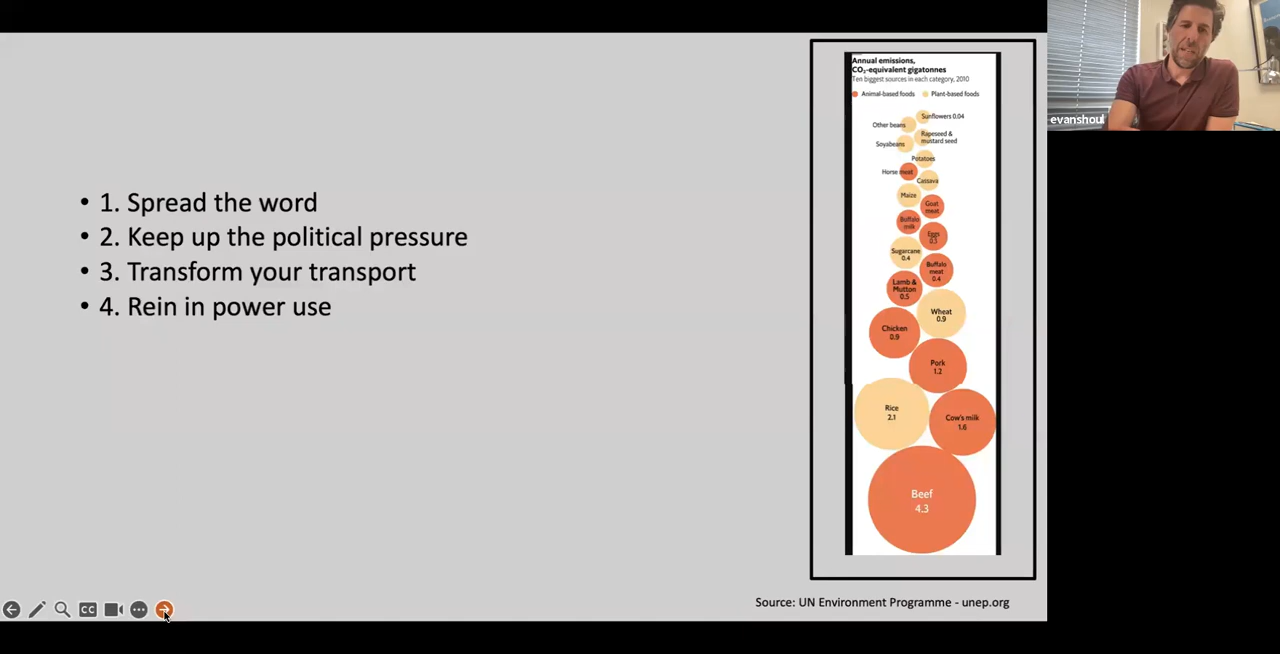 • 1. Spread the word
• 2. Keep up the political pressure
• 3. Transform your transport
• 4. Rein in power use
Annual emissions,
CO₂-equivalent gigatonnes
Ten biggest sources in each category, 2010
Animal-based foods Plant-based foods
Sunflowers 0.04
Other beans
Rapeseed &
mustard seed
Soyabeans
Potatoes
Horse meat
Cassava
Maize
Goat
meat
Buffalo
milk
Eggs
0.5
Sugarcane
0.4
Buffalo
meat
0.4
Lamb &
Mutton
0.5
Wheat
0.9
Chicken
0.9
Pork
1.2
Rice
2.1
Cow's milk
1.6
Beef
4.3
Source: UN Environment Programme - unep.org
CC
evanshoul